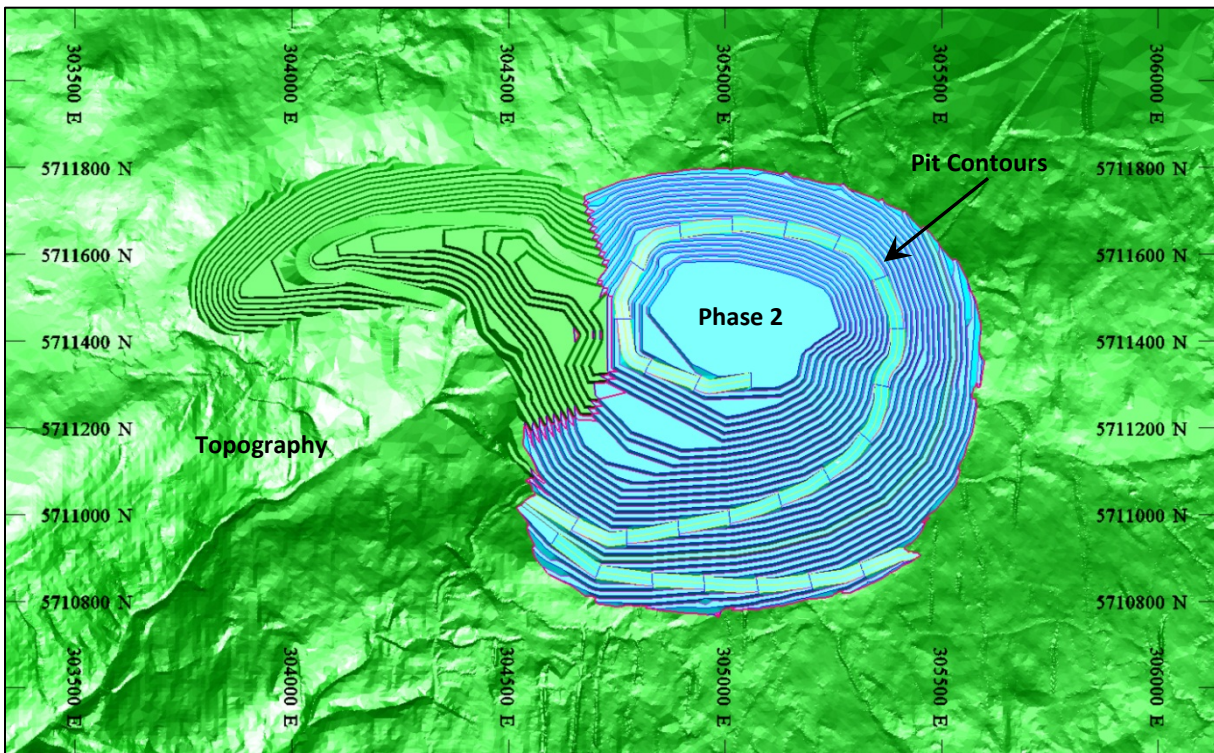 303500 E
304000 E
304500 E
305000 E
305500 E
306000 E
5711800 N
Pit Contours
5711800 N
5711600 N
5711600 N
Phase 2
5711400 N
5711400 N
Topography
5711200 N
5711200 N
5711000 N
5711000 N
5710800 N
5710800 N
303500 E
304000 E
304500 E
305000 E
305500 E
306000 E